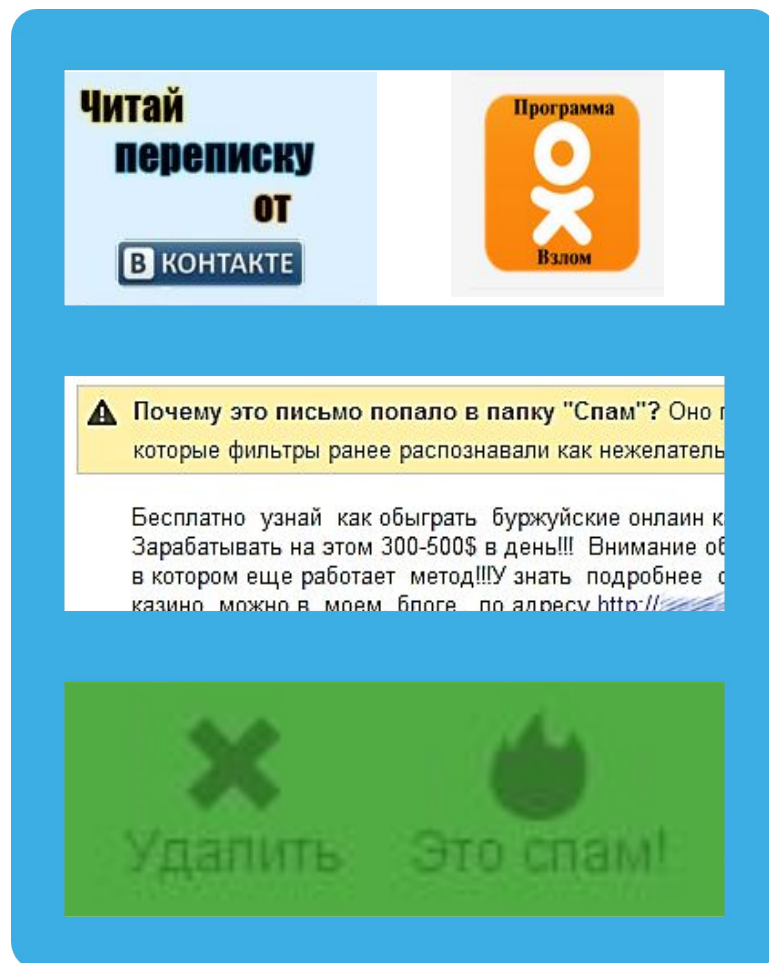 Читай
переписку
от
В КОНТАКТЕ
Программа
Взлом
Почему это письмо попало в папку "Спам"? Оно
которые фильтры ранее распознавали как нежелатель
Бесплатно узнай как обыграть буржуйские онлаин к
Зарабатывать на этом 300-500$ в день!!! Внимание об
в котором еще работает метод!!!У знать подробнее
казино можно в моем блоге по адресу http://
Удалить
Это спам!